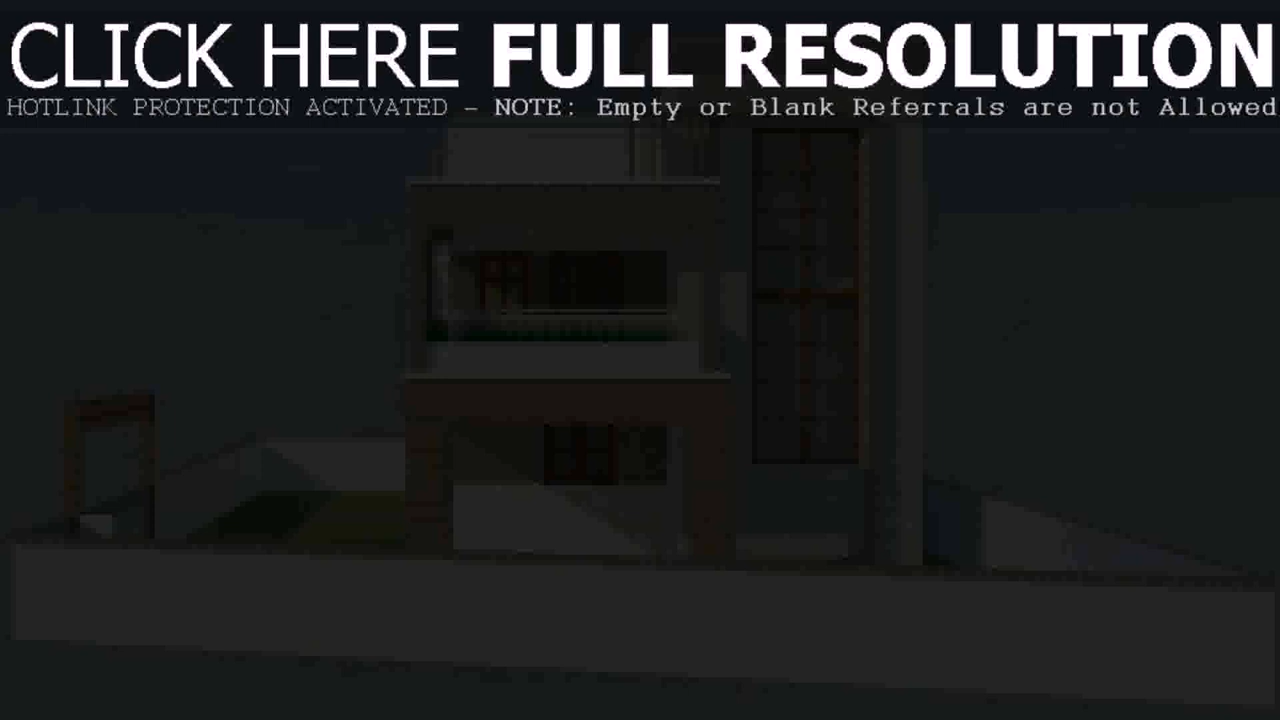 CLICK HERE FULL RESOLUTION
HOTLINK PROTECTION ACTIVATED – NOTE: Empty or Blank Referrals are not Allowed